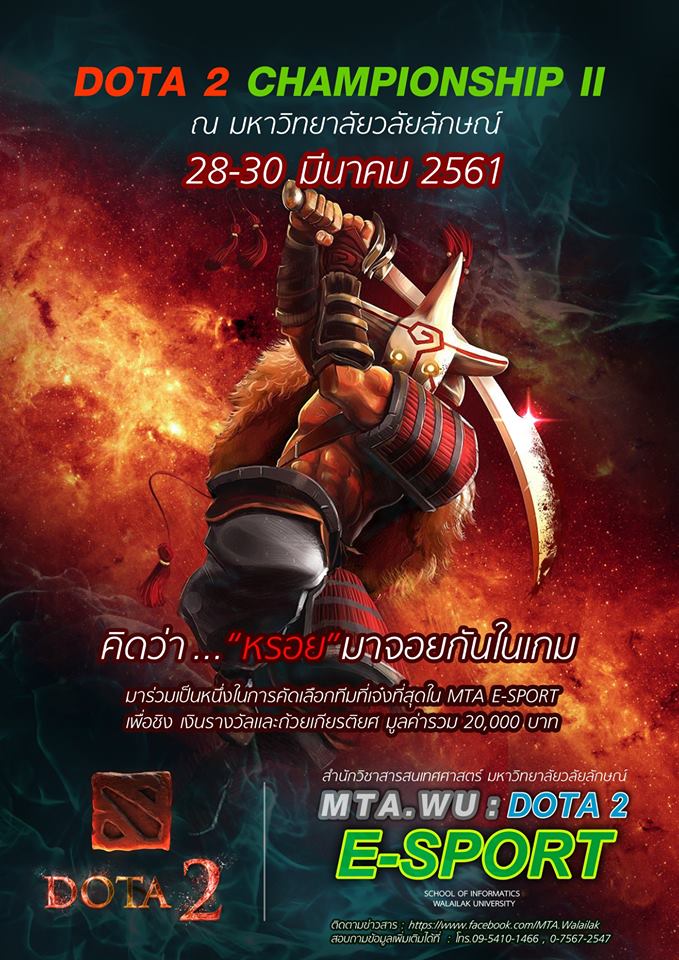 DOTA 2 CHAMPIONSHIP II
ณ มหาวิทยาลัยวลัยลักษณ์
28-30 มีนาคม 2561
คิดว่า ... “หรอย” มาจอยกันในเกม
มาร่วมเป็นหนึ่งในการคัดเลือกทีมที่เจ๋งที่สุดใน MTA E-SPORT
เพื่อชิง เงินรางวัลและถ้วยเกียรติยศ มูลค่ารวม 20,000 บาท
DOTA 2
สำนักวิชาสารสนเทศศาสตร์ มหาวิทยาลัยวลัยลักษณ์
MTA.WU : DOTA 2
E-SPORT
SCHOOL OF INFORMATICS
WALAILAK UNIVERSITY
ติดตามข่าวสาร : https://www.facebook.com/MTA.Walailak
สอบถามข้อมูลเพิ่มเติมได้ที่ : โทร.09-5410-1466 , 0-7567-2547